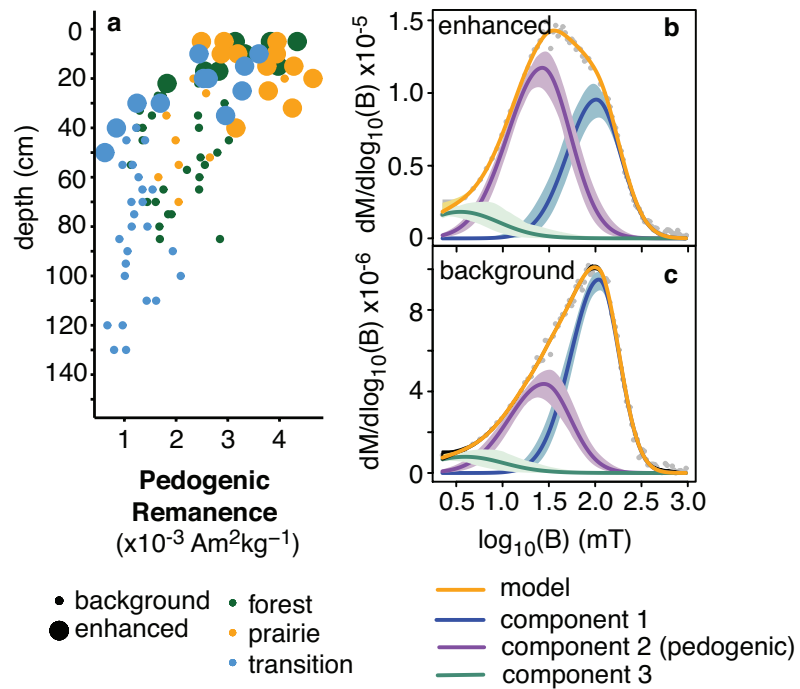 a
0
20
40
60
80
100
120
140
depth (cm)
1 2 3 4
Pedogenic
Remanence
(x10⁻³ Am²kg⁻¹)
background
enhanced
forest
prairie
transition
enhanced b
1.5
1.0
0.5
0
dM/dlog₁₀(B) x10⁻⁵
background c
8
4
0
dM/dlog₁₀(B) x10⁻⁶
0.5 1.0 1.5 2.0 2.5 3.0
log₁₀(B) (mT)
model
component 1
component 2 (pedogenic)
component 3